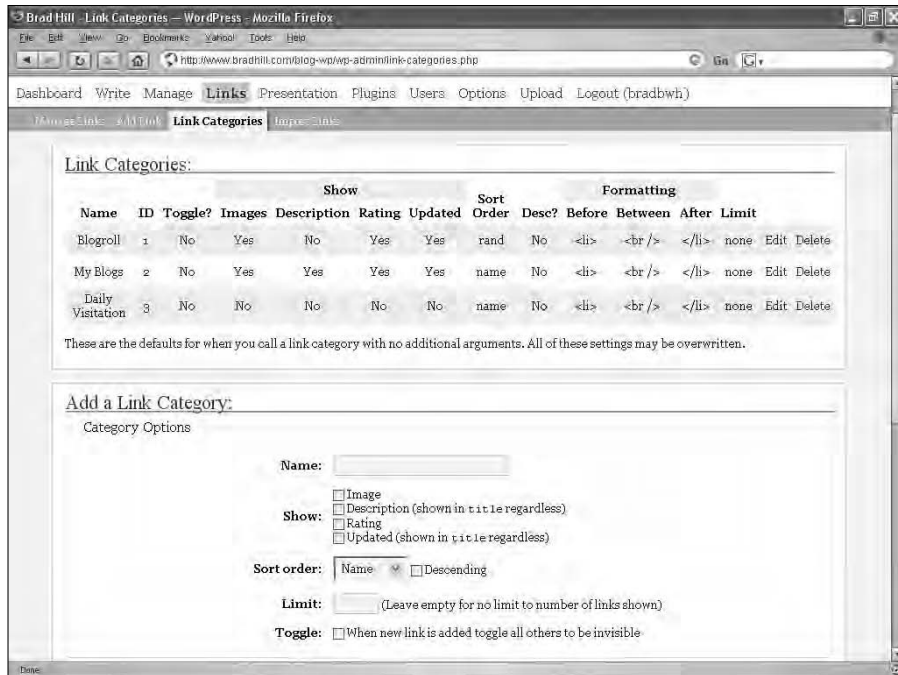 Brad Hill - Link Categories — WordPress - Mozilla Firefox
File Edit View Go Bookmarks Yahoo! Tools Help
http://www.bradhill.com/blog-wp/wp-admin/link-categories.php Go G
Dashboard Write Manage Links Presentation Plugins Users Options Upload Logout (bradbwh)
Manage Links Add Link Link Categories Import Links
Link Categories:
Show Formatting
Name ID Toggle? Images Description Rating Updated Sort Order Desc? Before Between After Limit
Blogroll 1 No Yes No Yes Yes rand No <li> <br /> </li> none Edit Delete
My Blogs 2 No Yes Yes Yes Yes name No <li> <br /> </li> none Edit Delete
Daily Visitation 3 No No No No No name No <li> <br /> </li> none Edit Delete
These are the defaults for when you call a link category with no additional arguments. All of these settings may be overwritten.
Add a Link Category:
Category Options
Name:
Show:
Image
Description (shown in title regardless)
Rating
Updated (shown in title regardless)
Sort order: Name Descending
Limit: (Leave empty for no limit to number of links shown)
Toggle: When new link is added toggle all others to be invisible
Done